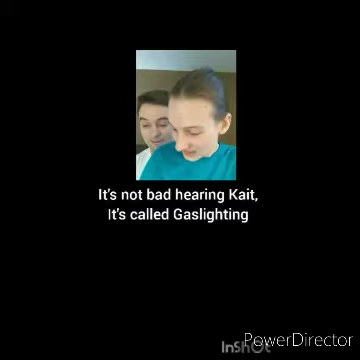 It's not bad hearing Kait,
It's called Gaslighting
InShOt
PowerDirector